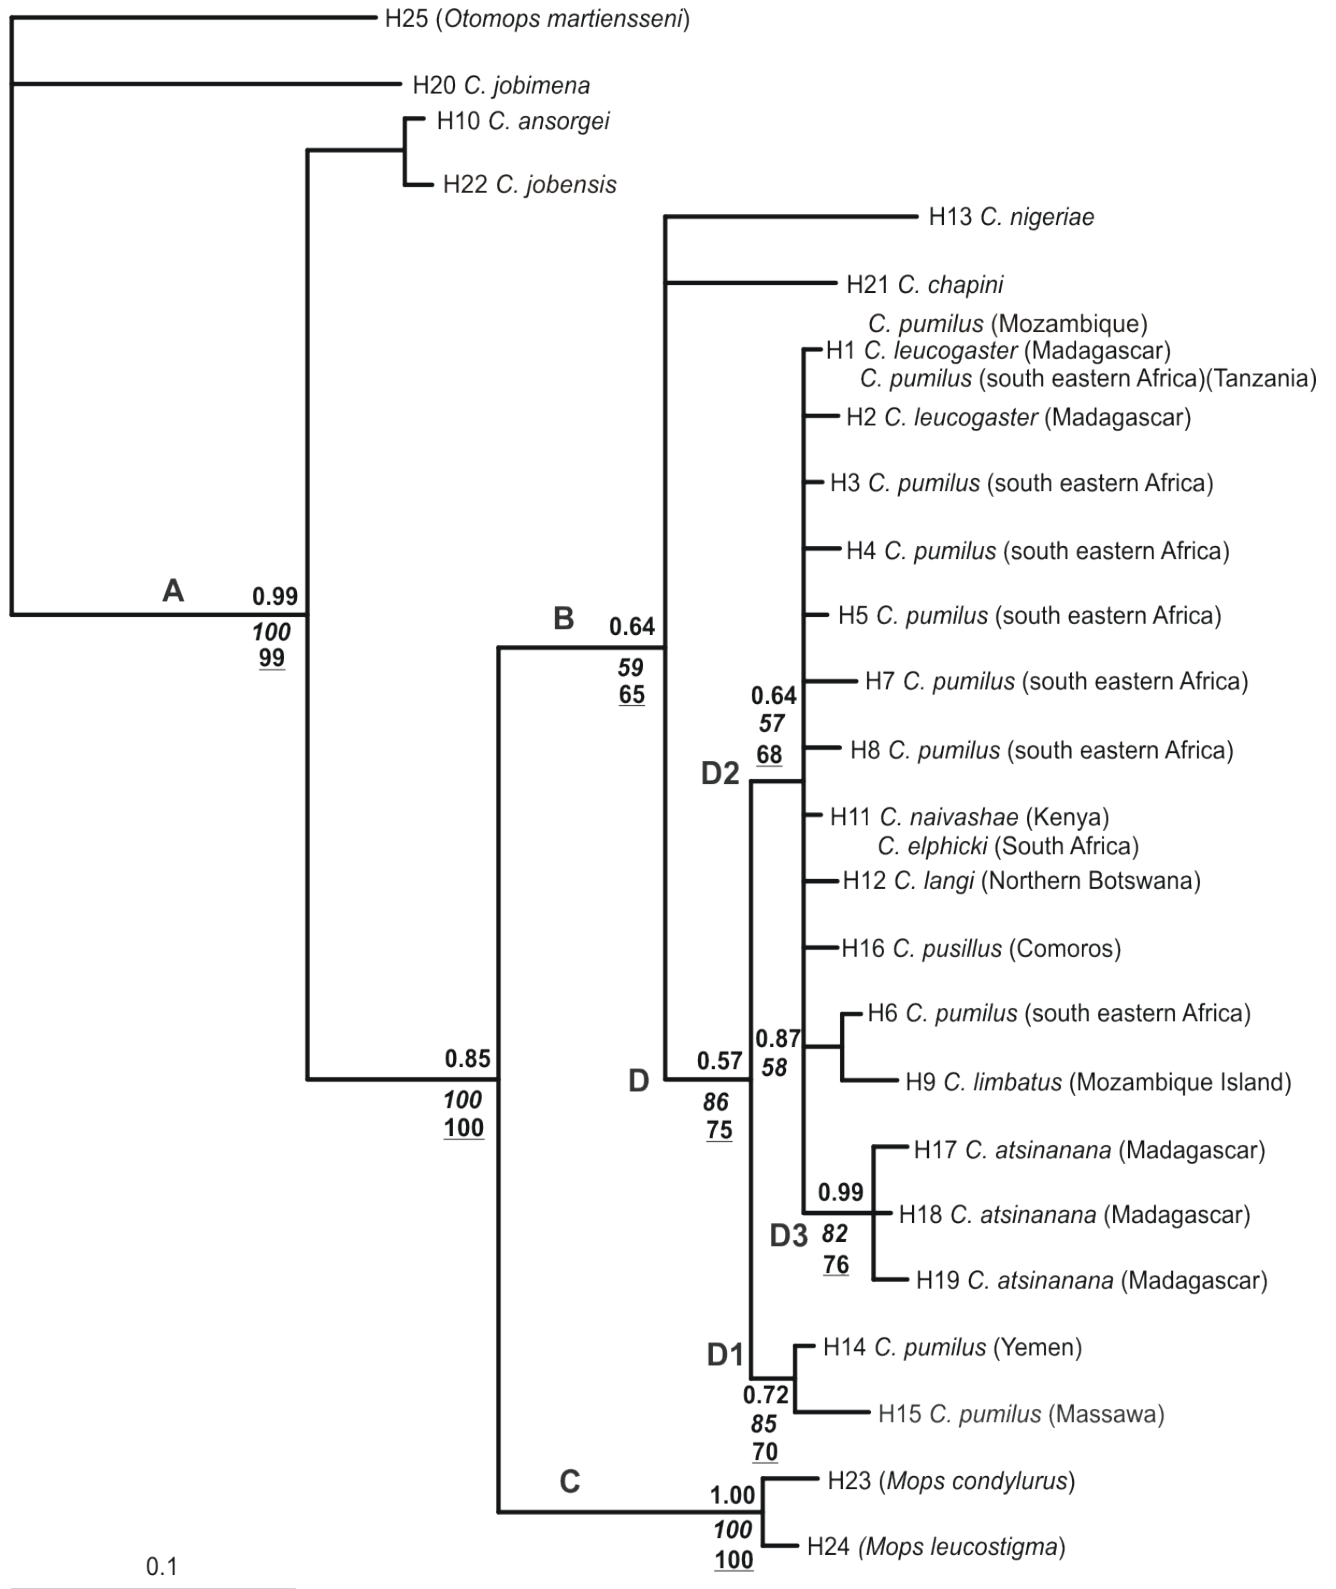 H25 (Otomops martiensseni)
H20 C. jobimena
H10 C. ansorgei
H22 C. jobensis
H13 C. nigeriae
H21 C. chapini
C. pumilus (Mozambique)
H1 C. leucogaster (Madagascar)
C. pumilus (south eastern Africa)(Tanzania)
H2 C. leucogaster (Madagascar)
H3 C. pumilus (south eastern Africa)
H4 C. pumilus (south eastern Africa)
A
0.99
100
99
B
0.64
59
65
H5 C. pumilus (south eastern Africa)
H7 C. pumilus (south eastern Africa)
0.64
57
68
D2
H8 C. pumilus (south eastern Africa)
H11 C. naivashae (Kenya)
C. elphicki (South Africa)
H12 C. langi (Northern Botswana)
H16 C. pusillus (Comoros)
H6 C. pumilus (south eastern Africa)
0.87
58
H9 C. limbatus (Mozambique Island)
0.85
100
100
D
0.57
86
75
H17 C. atsinanana (Madagascar)
0.99
82
76
D3
H18 C. atsinanana (Madagascar)
H19 C. atsinanana (Madagascar)
H14 C. pumilus (Yemen)
D1
0.72
85
70
H15 C. pumilus (Massawa)
C
1.00
100
100
H23 (Mops condylurus)
H24 (Mops leucostigma)
0.1